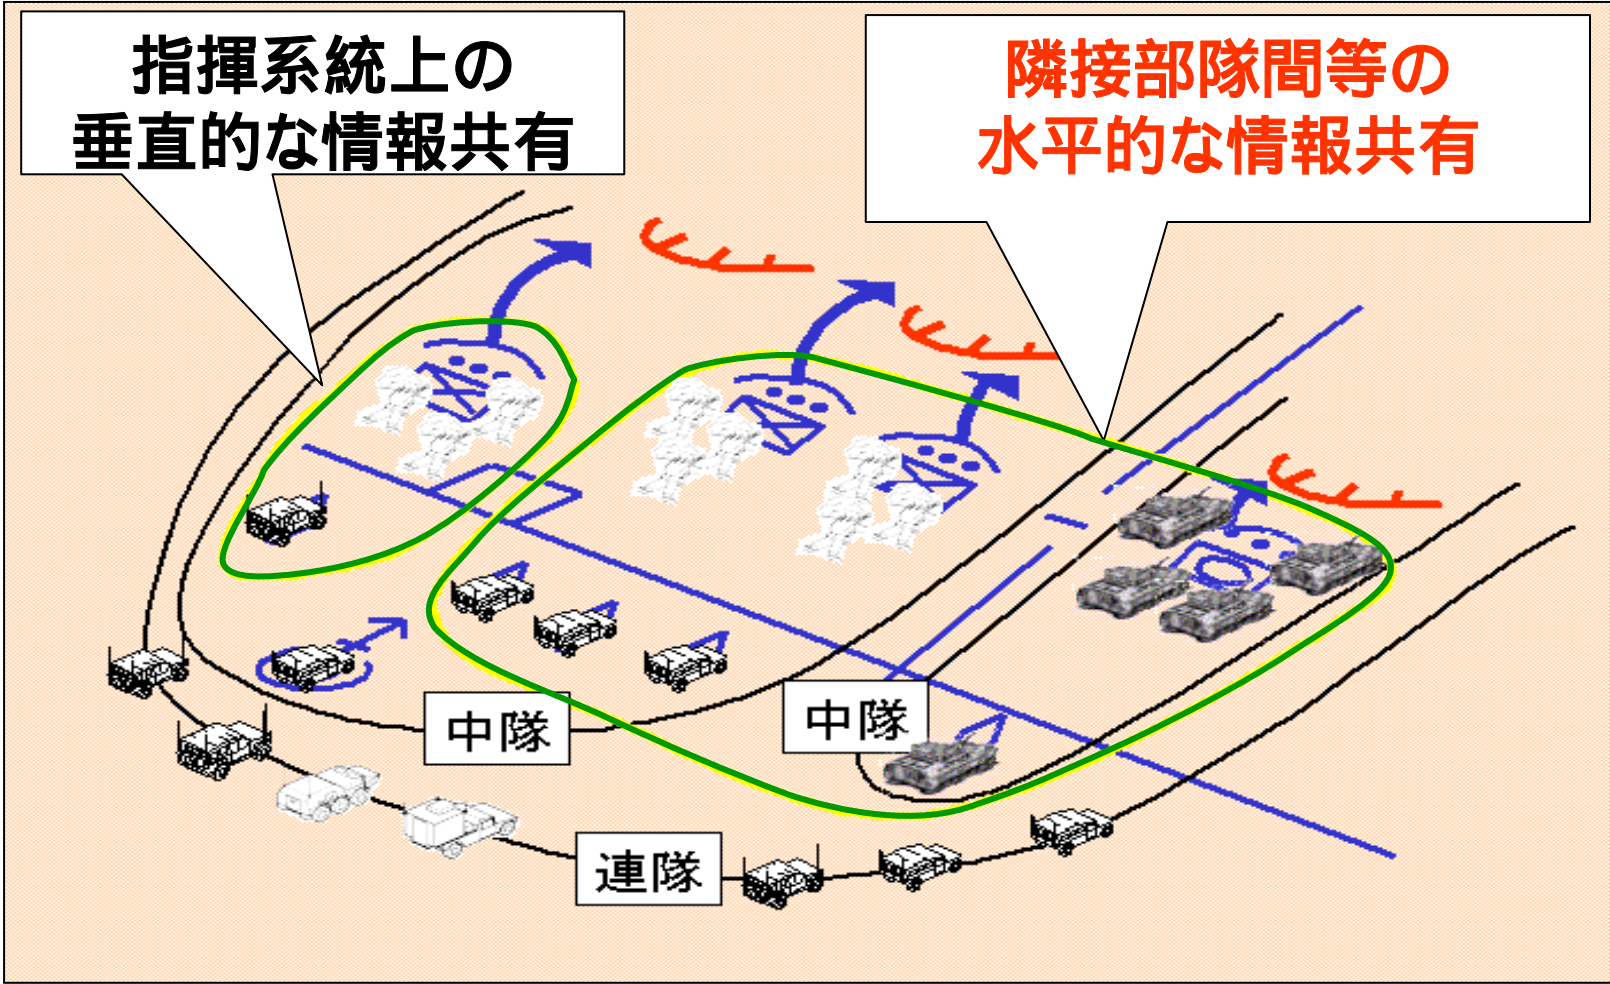 指揮系統上の
垂直的な情報共有
隣接部隊間等の
水平的な情報共有
中隊
中隊
連隊